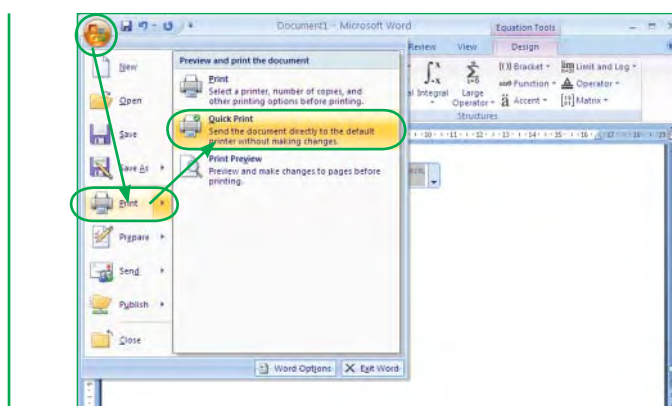 Document1 - Microsoft Word
Equation Tools
Review View Design
Integral
Large
Operator
{()} Bracket
Function
ä Accent
lim Limit and Log
Operator
Matrix
Structures
New
Open
Save
Save As
Print
Prepare
Send
Publish
Close
Preview and print the document
Print
Select a printer, number of copies, and
other printing options before printing.
Quick Print
Send the document directly to the default
printer without making changes.
Print Preview
Preview and make changes to pages before
printing.
Word Options
Exit Word